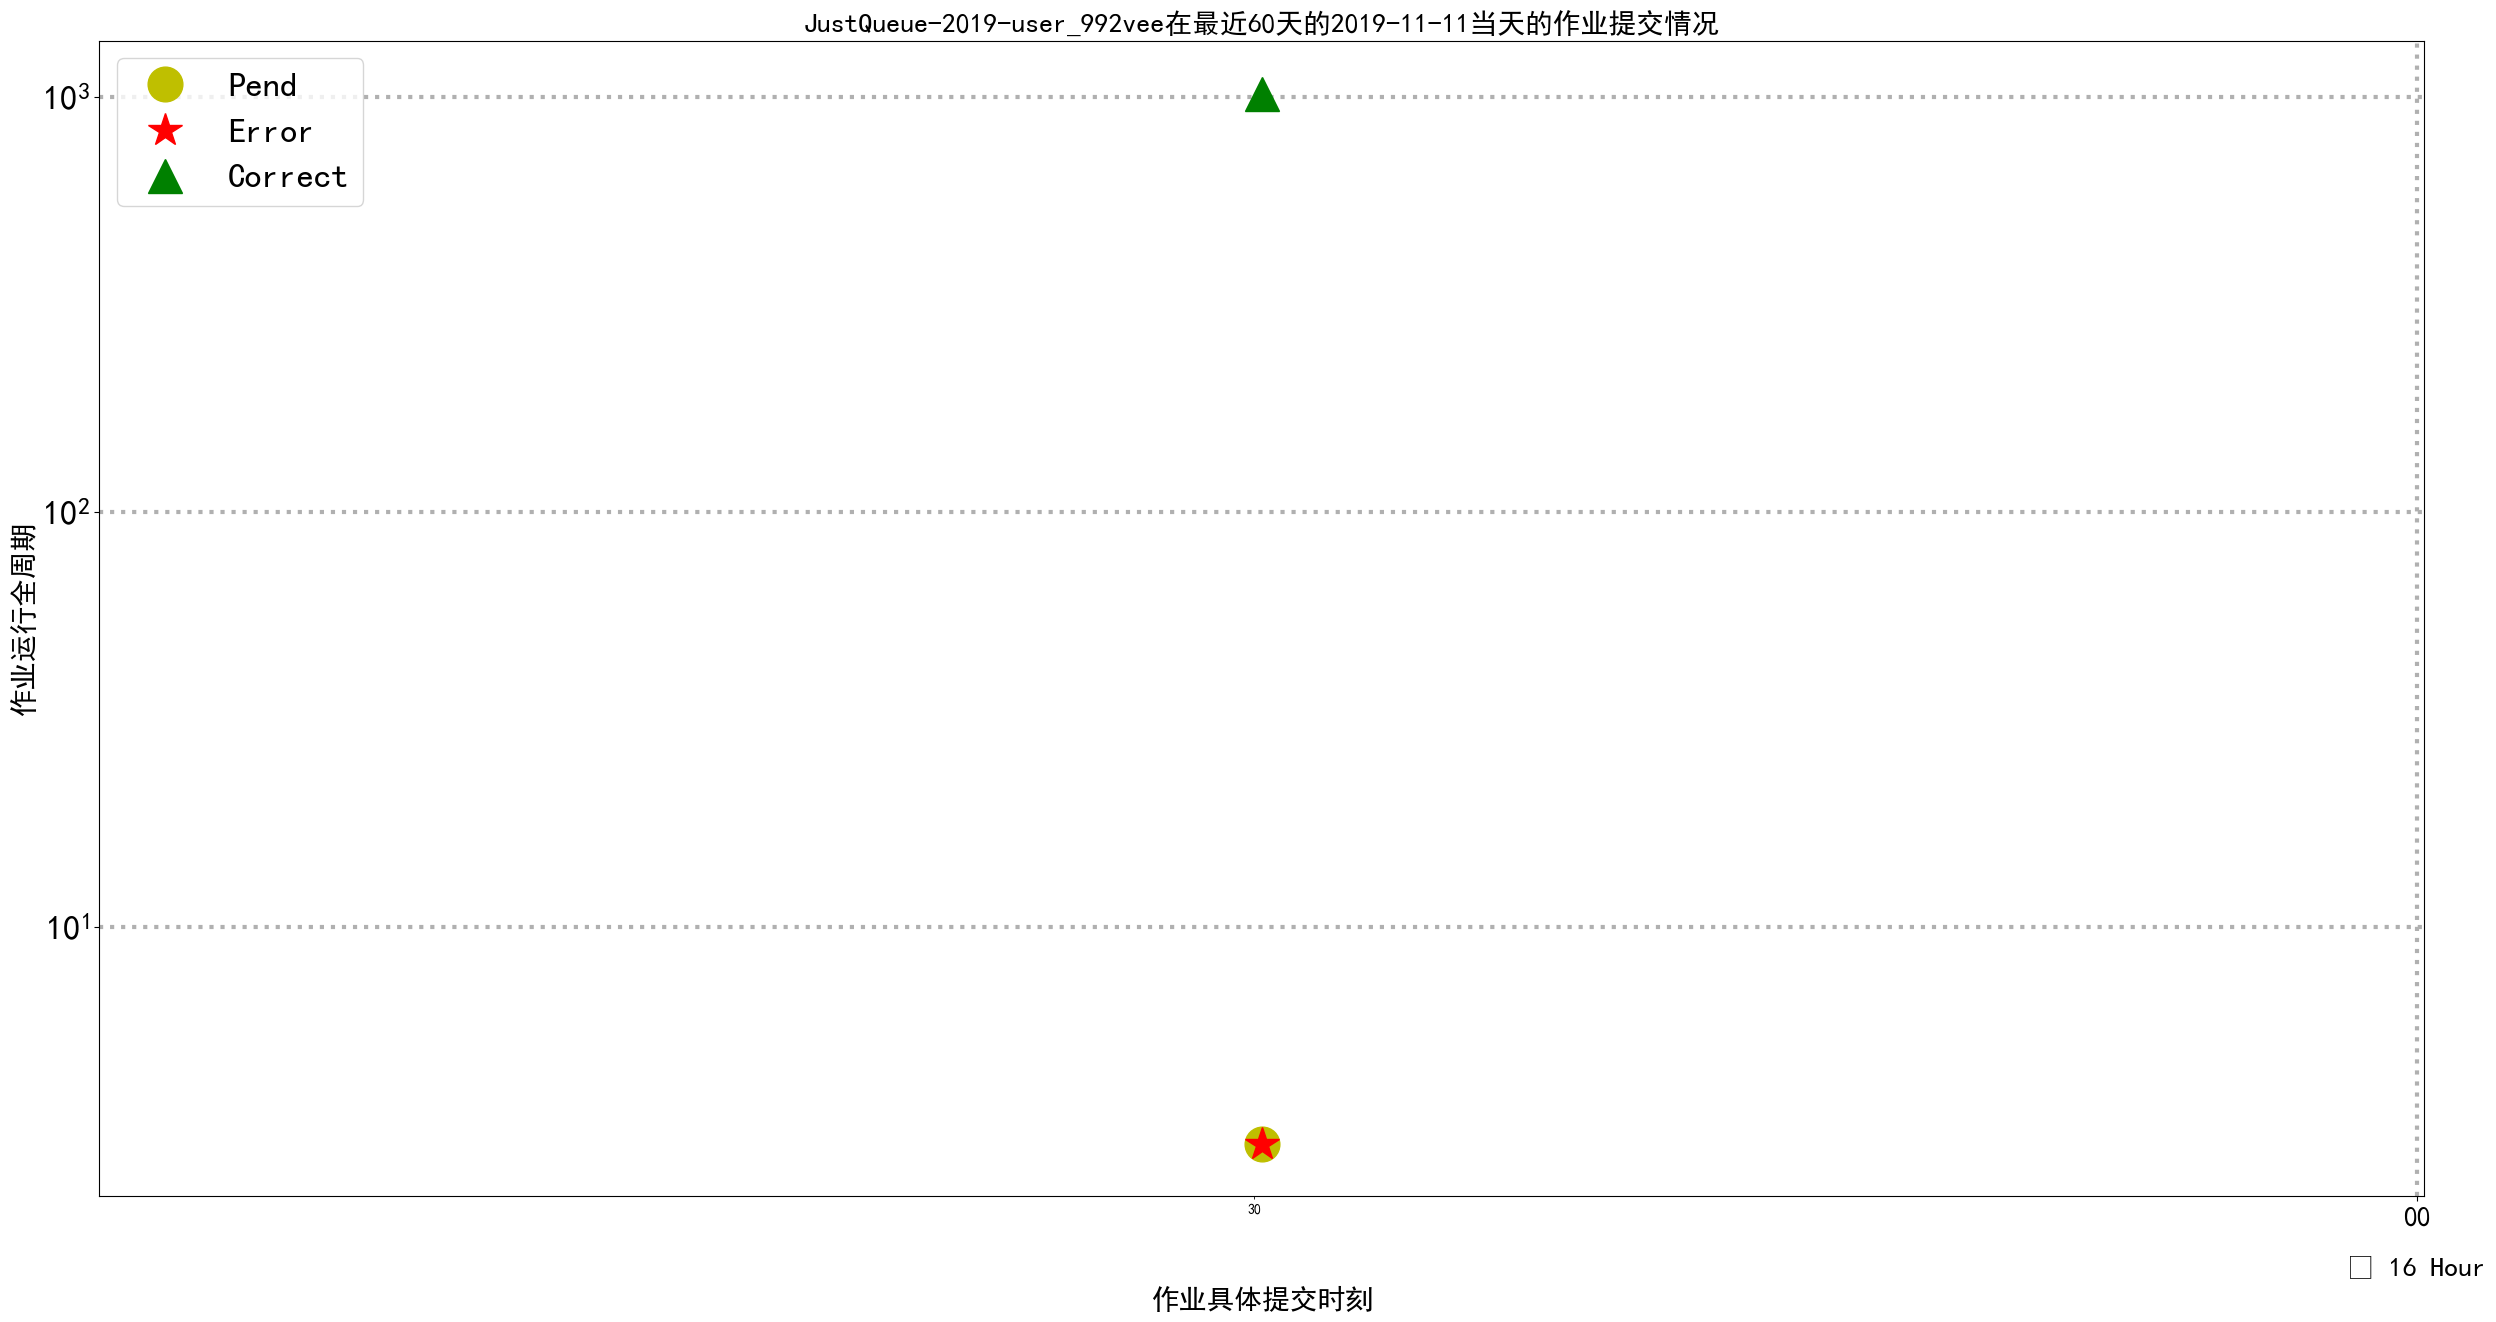 JustQueue-2019-user_992vee在最近60天的2019-11-11当天的作业提交情况
Pend
Error
Correct
10³
10²
10¹
作业运行全周期
30
00
□ 16 Hour
作业具体提交时刻